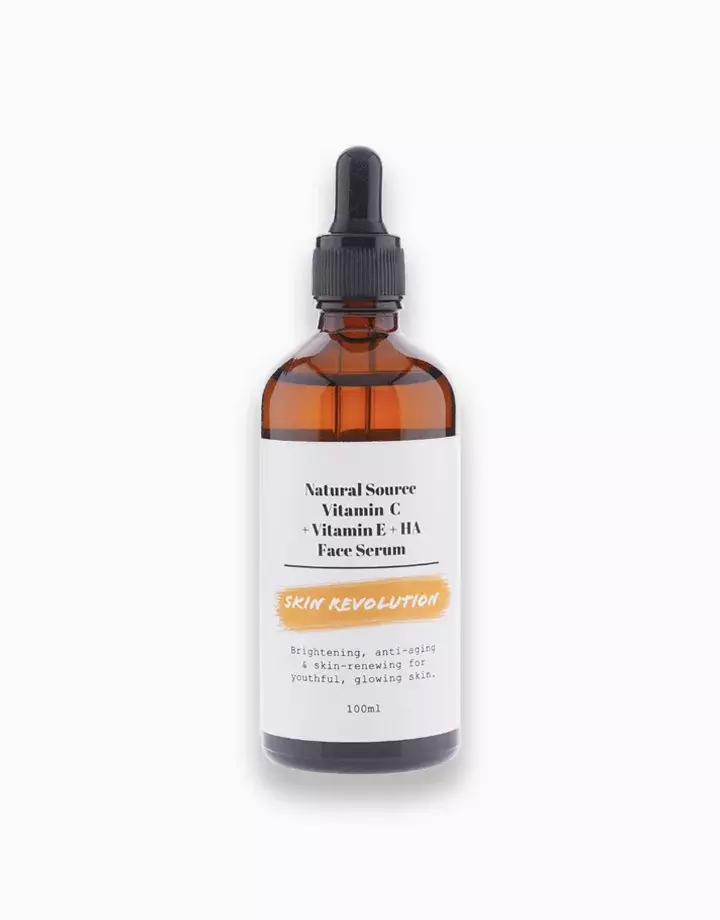 Natural Source
Vitamin C
+ Vitamin E + HA
Face Serum
SKIN REVOLUTION
Brightening, anti-aging
& skin-renewing for
youthful, glowing skin.
100ml